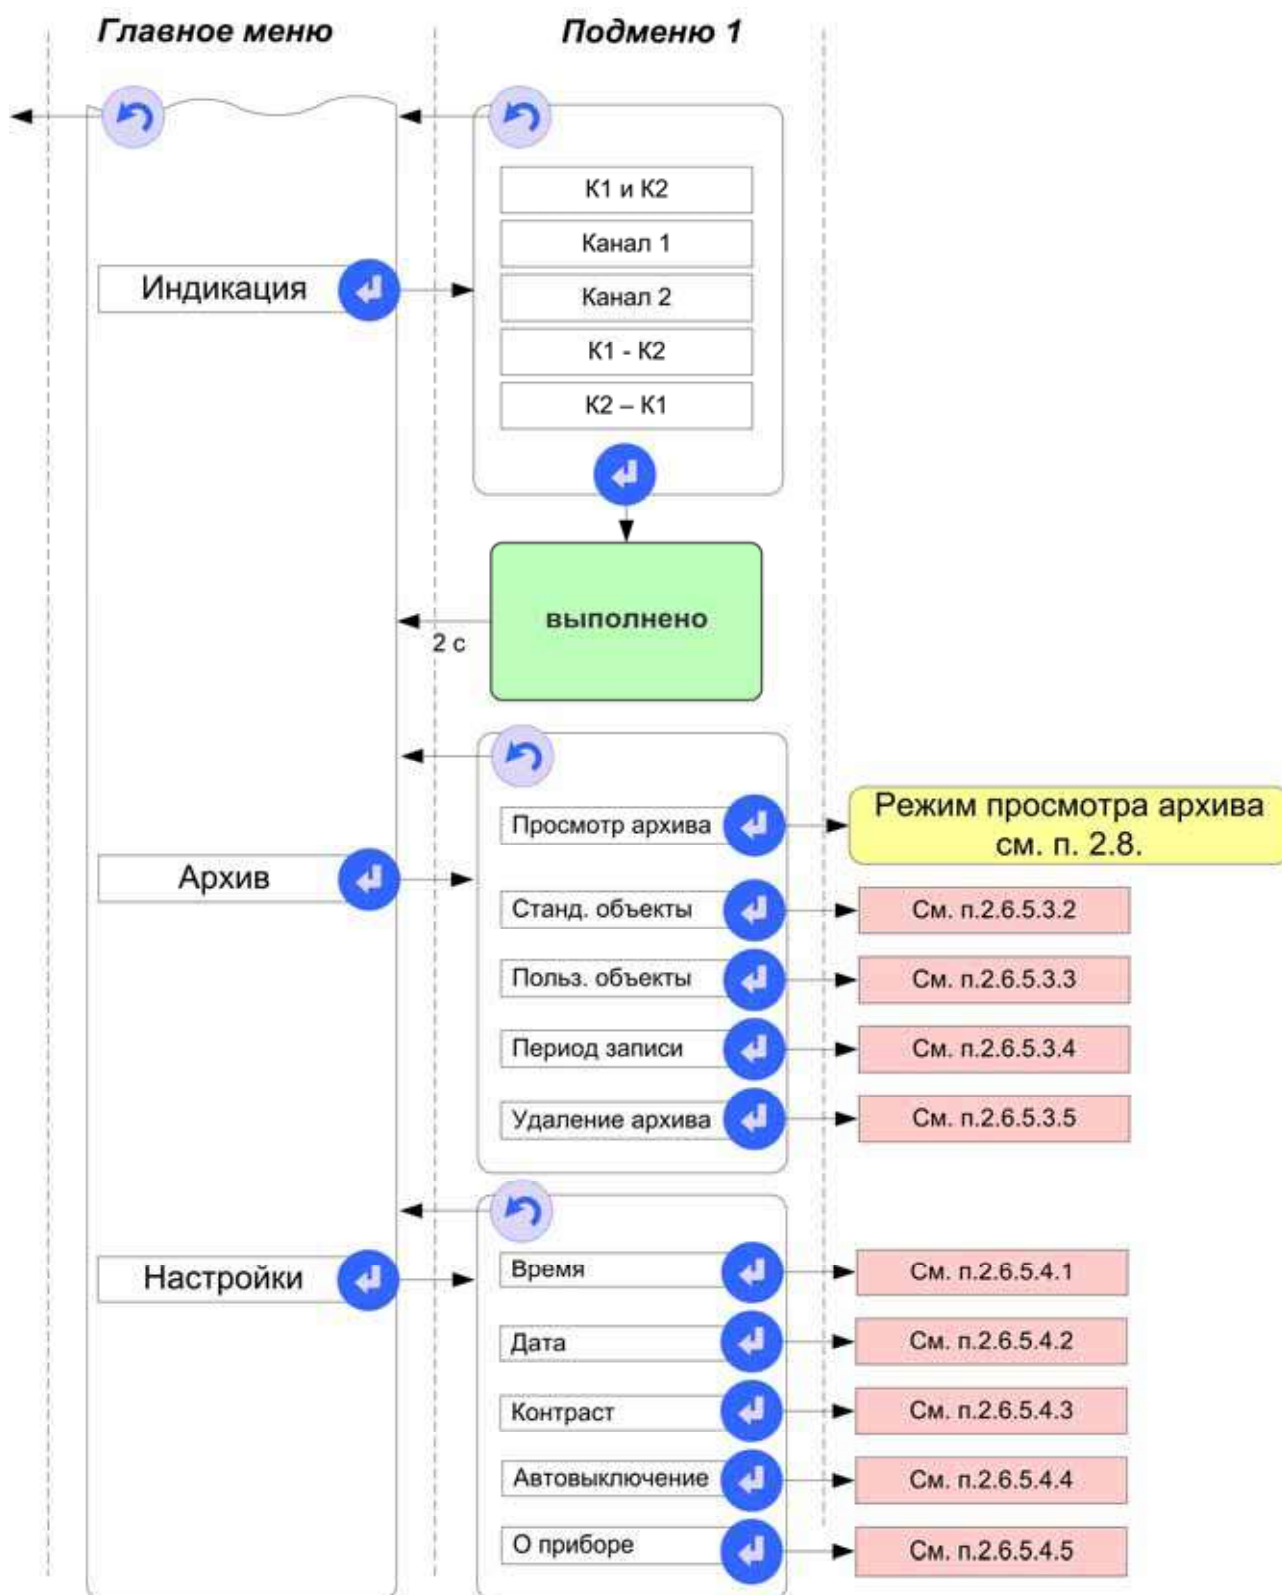 Главное меню
Подменю 1
К1 и К2
Канал 1
Индикация
Канал 2
К1 - К2
К2 – К1
выполнено
2 с
Просмотр архива
Режим просмотра архива
см. п. 2.8.
Архив
Станд. объекты
См. п.2.6.5.3.2
Польз. объекты
См. п.2.6.5.3.3
Период записи
См. п.2.6.5.3.4
Удаление архива
См. п.2.6.5.3.5
Настройки
Время
См. п.2.6.5.4.1
Дата
См. п.2.6.5.4.2
Контраст
См. п.2.6.5.4.3
Автовыключение
См. п.2.6.5.4.4
О приборе
См. п.2.6.5.4.5